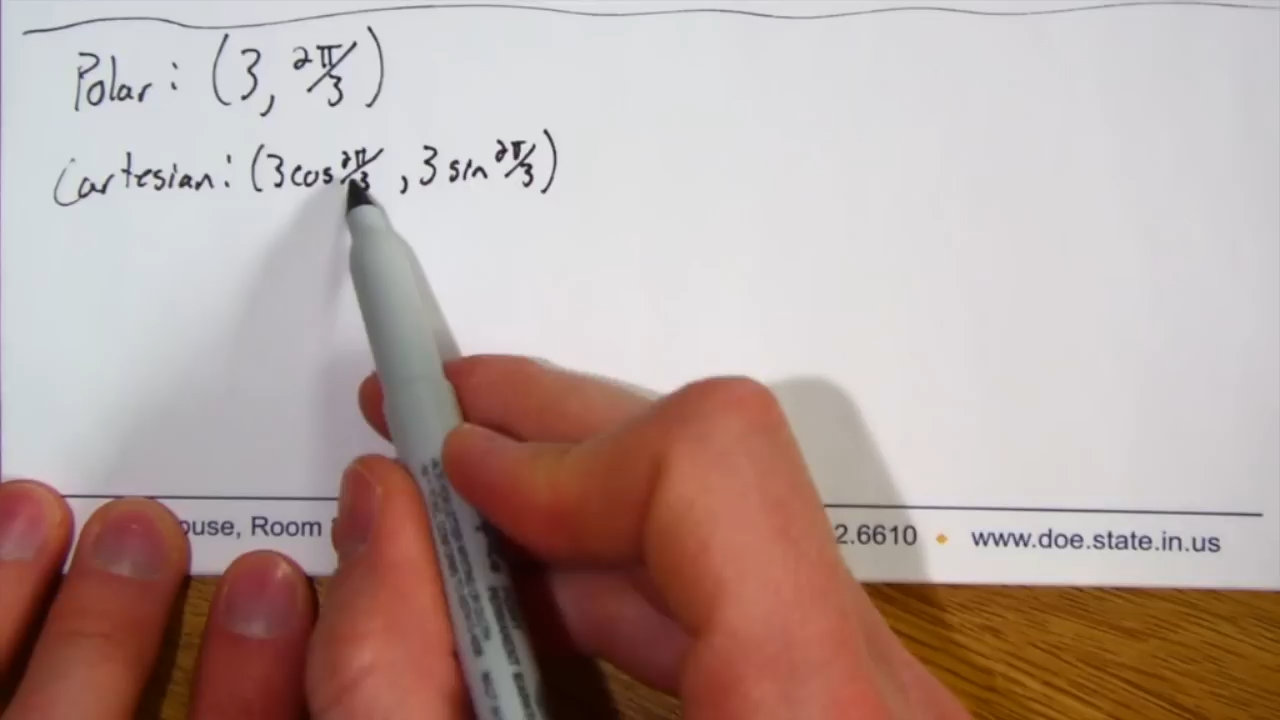 Polar: (3, 2π/3)
Cartesian: (3cos 2π/3, 3 sin 2π/3)
ouse, Room
2.6610 • www.doe.state.in.us